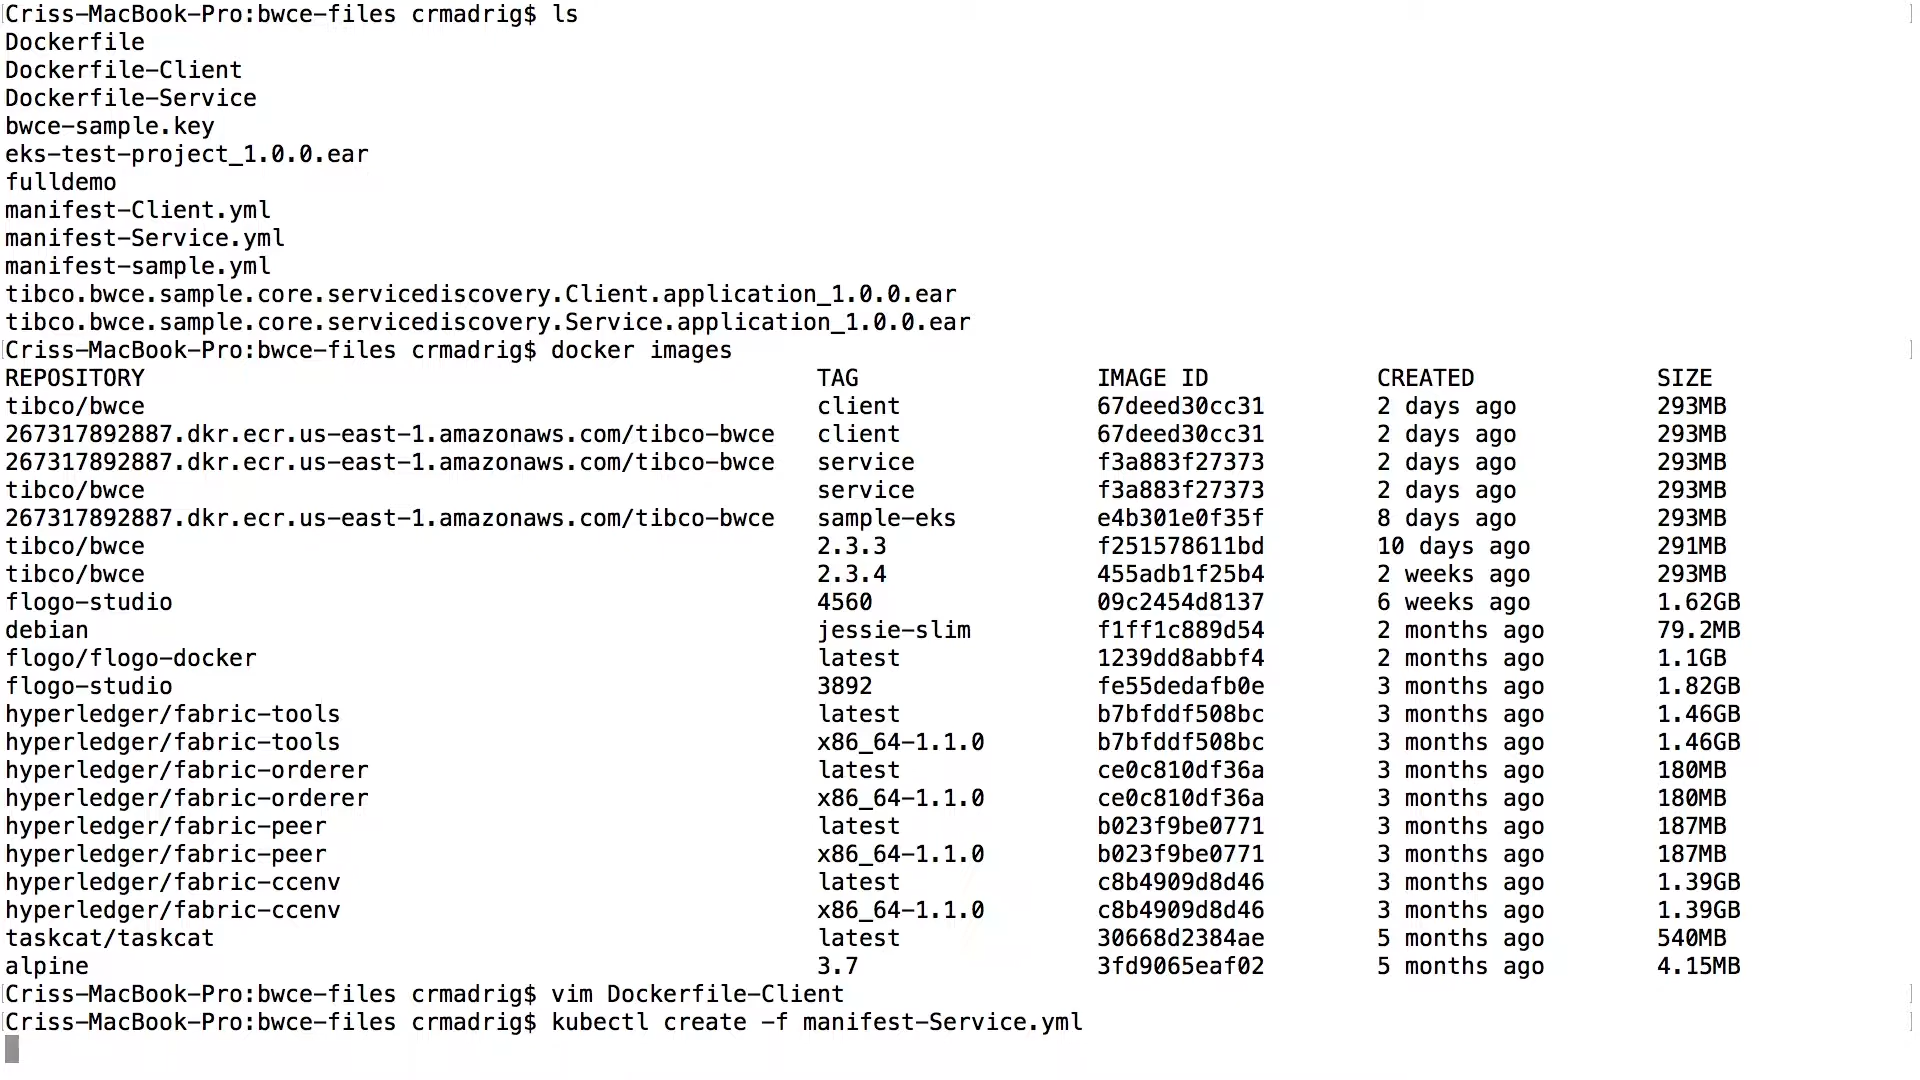 Criss-MacBook-Pro:bwce-files crmadrig$ ls
Dockerfile
Dockerfile-Client
Dockerfile-Service
bwce-sample.key
eks-test-project_1.0.0.ear
fulldemo
manifest-Client.yml
manifest-Service.yml
manifest-sample.yml
tibco.bwce.sample.core.servicediscovery.Client.application_1.0.0.ear
tibco.bwce.sample.core.servicediscovery.Service.application_1.0.0.ear
Criss-MacBook-Pro:bwce-files crmadrig$ docker images
REPOSITORY TAG IMAGE ID CREATED SIZE
tibco/bwce client 67deed30cc31 2 days ago 293MB
267317892887.dkr.ecr.us-east-1.amazonaws.com/tibco-bwce client 67deed30cc31 2 days ago 293MB
267317892887.dkr.ecr.us-east-1.amazonaws.com/tibco-bwce service f3a883f27373 2 days ago 293MB
tibco/bwce service f3a883f27373 2 days ago 293MB
267317892887.dkr.ecr.us-east-1.amazonaws.com/tibco-bwce sample-eks e4b301e0f35f 8 days ago 293MB
tibco/bwce 2.3.3 f251578611bd 10 days ago 291MB
tibco/bwce 2.3.4 455adb1f25b4 2 weeks ago 293MB
flogo-studio 4560 09c2454d8137 6 weeks ago 1.62GB
debian jessie-slim f1ff1c889d54 2 months ago 79.2MB
flogo/flogo-docker latest 1239dd8abbf4 2 months ago 1.1GB
flogo-studio 3892 fe55dedafb0e 3 months ago 1.82GB
hyperledger/fabric-tools latest b7bfddf508bc 3 months ago 1.46GB
hyperledger/fabric-tools x86_64-1.1.0 b7bfddf508bc 3 months ago 1.46GB
hyperledger/fabric-orderer latest ce0c810df36a 3 months ago 180MB
hyperledger/fabric-orderer x86_64-1.1.0 ce0c810df36a 3 months ago 180MB
hyperledger/fabric-peer latest b023f9be0771 3 months ago 187MB
hyperledger/fabric-peer x86_64-1.1.0 b023f9be0771 3 months ago 187MB
hyperledger/fabric-ccenv latest c8b4909d8d46 3 months ago 1.39GB
hyperledger/fabric-ccenv x86_64-1.1.0 c8b4909d8d46 3 months ago 1.39GB
taskcat/taskcat latest 30668d2384ae 5 months ago 540MB
alpine 3.7 3fd9065eaf02 5 months ago 4.15MB
Criss-MacBook-Pro:bwce-files crmadrig$ vim Dockerfile-Client
Criss-MacBook-Pro:bwce-files crmadrig$ kubectl create -f manifest-Service.yml